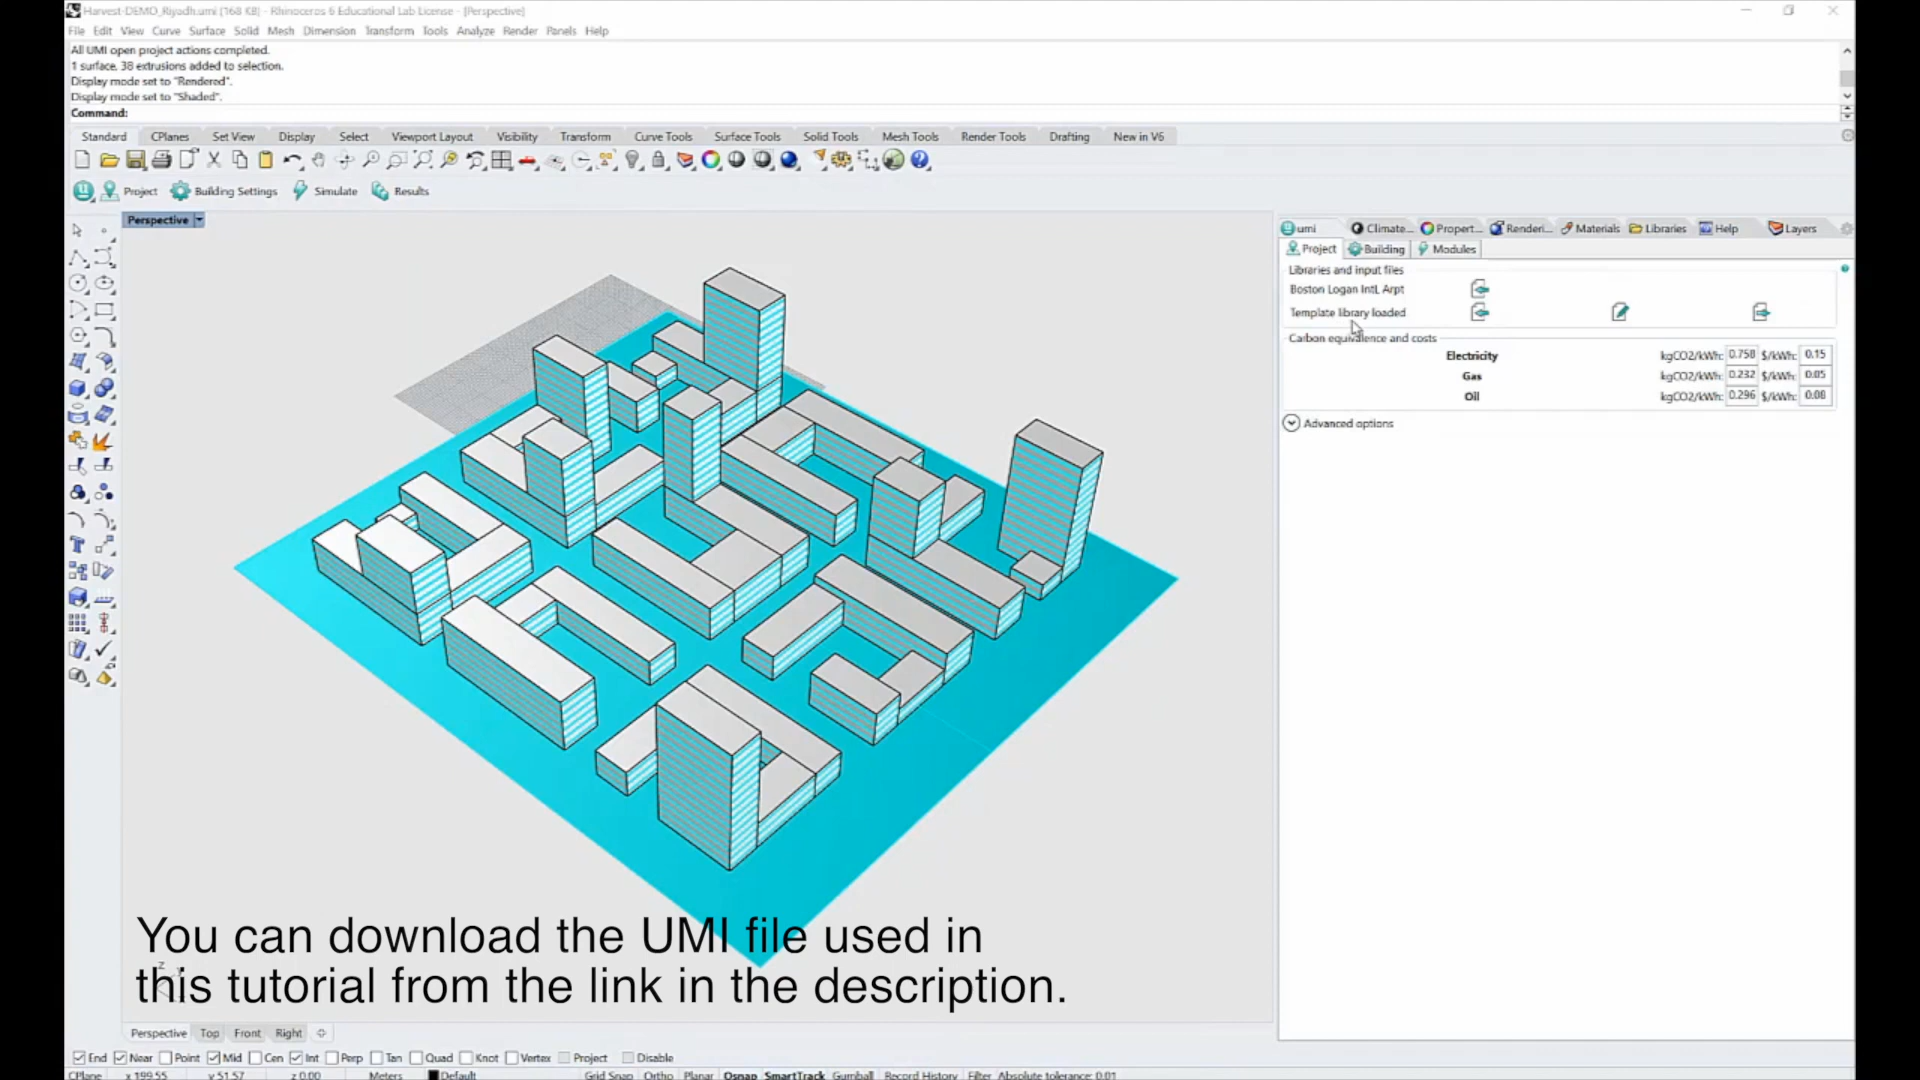 Harvest-DEMO_Riyadh.umi (168 KB) - Rhinoceros 6 Educational Lab License - [Perspective]
File Edit View Curve Surface Solid Mesh Dimension Transform Tools Analyze Render Panels Help
All UMI open project actions completed.
1 surface, 38 extrusions added to selection.
Display mode set to "Rendered".
Display mode set to "Shaded".
Command:
Standard CPlanes Set View Display Select Viewport Layout Visibility Transform Curve Tools Surface Tools Solid Tools Mesh Tools Render Tools Drafting New in V6
Project Building Settings Simulate Results
Perspective
umi Climate... Propert... Renderi... Materials Libraries Help Layers
Project Building Modules
Libraries and input files
Boston Logan IntL Arpt
Template library loaded
Carbon equivalence and costs
Electricity kgCO2/kWh: 0.758 $/kWh: 0.15
Gas kgCO2/kWh: 0.232 $/kWh: 0.05
Oil kgCO2/kWh: 0.296 $/kWh: 0.08
Advanced options
You can download the UMI file used in
this tutorial from the link in the description.
z
Perspective Top Front Right
End Near Point Mid Cen Int Perp Tan Quad Knot Vertex Project Disable
CPlane x 199.55 y 51.57 z 0.00 Meters Default Grid Snap Ortho Planar Osnap SmartTrack Gumball Record History Filter Absolute tolerance: 0.01